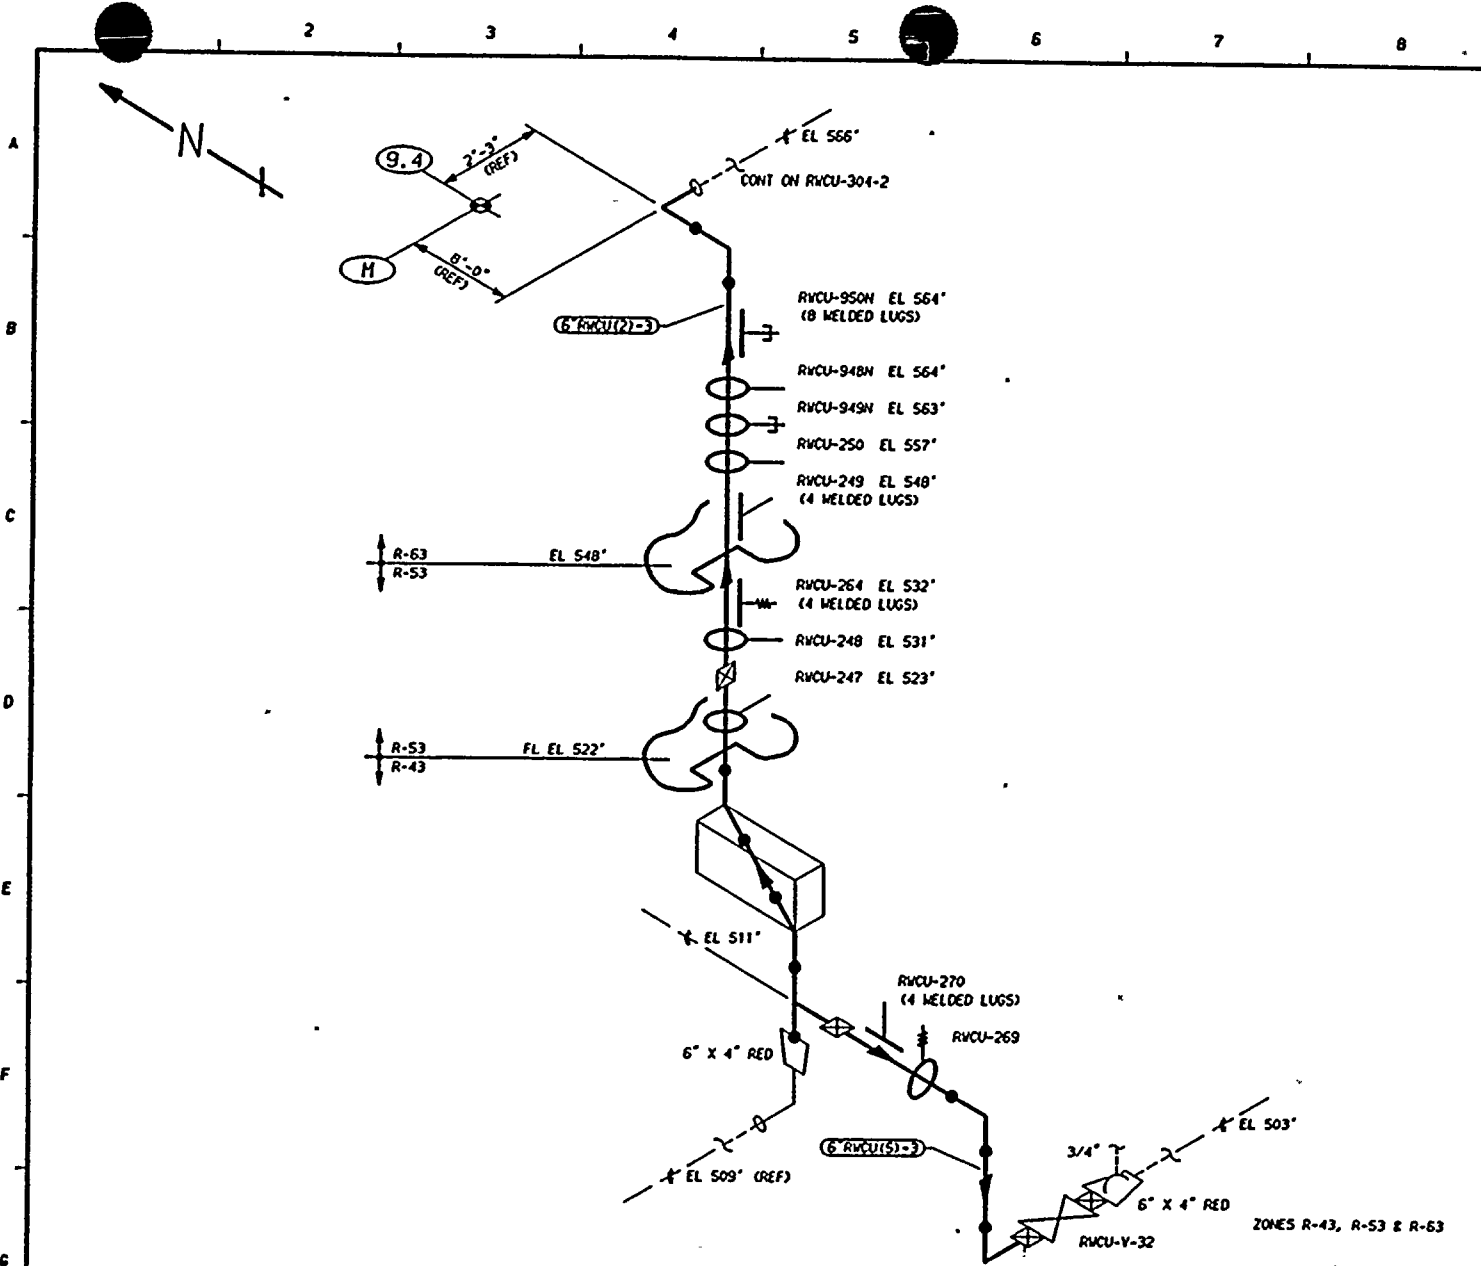 2 3 4 5 6 7 8
A
N
9.4
2'-3"
(REF)
EL 566'
CONT ON RWCU-304-2
M
8'-0"
(REF)
B
6"RWCU(2)-3
RWCU-950N EL 564'
(8 WELDED LUGS)
RWCU-948N EL 564'
RWCU-949N EL 563'
RWCU-250 EL 557'
RWCU-249 EL 548'
(4 WELDED LUGS)
C
R-63
R-53
EL 548'
RWCU-264 EL 532'
(4 WELDED LUGS)
RWCU-248 EL 531'
RWCU-247 EL 523'
D
R-53
R-43
FL EL 522'
E
EL 511'
RWCU-270
(4 WELDED LUGS)
RWCU-269
F
6" X 4" RED
EL 503'
6"RWCU(5)-3
3/4"
EL 509' (REF)
6" X 4" RED
ZONES R-43, R-53 & R-63
RWCU-V-32
G